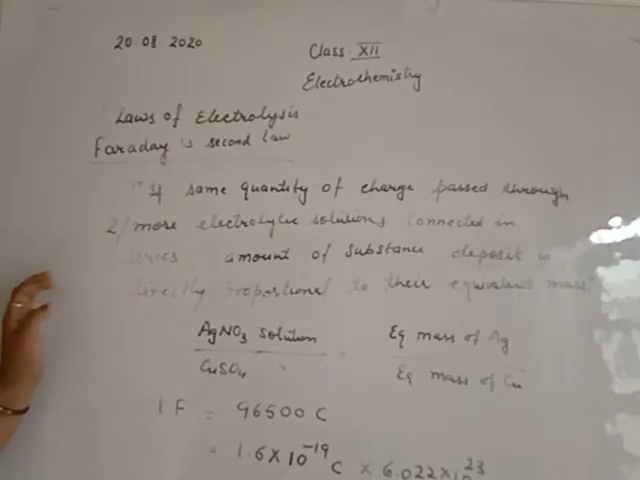 20 08 2020
Class XII
Electrochemistry
Laws of Electrolysis
Faraday's second law
"If same quantity of charge passed through
2/more electrolytic solutions connected in
series amount of substance deposit is
directly proportional to their equivalent mass"
AgNO₃ solution Eq mass of Ag
CuSO₄ " Eq mass of Cu
1 F = 96500 C
= 1.6 × 10⁻¹⁹ C × 6.022 × 10²³